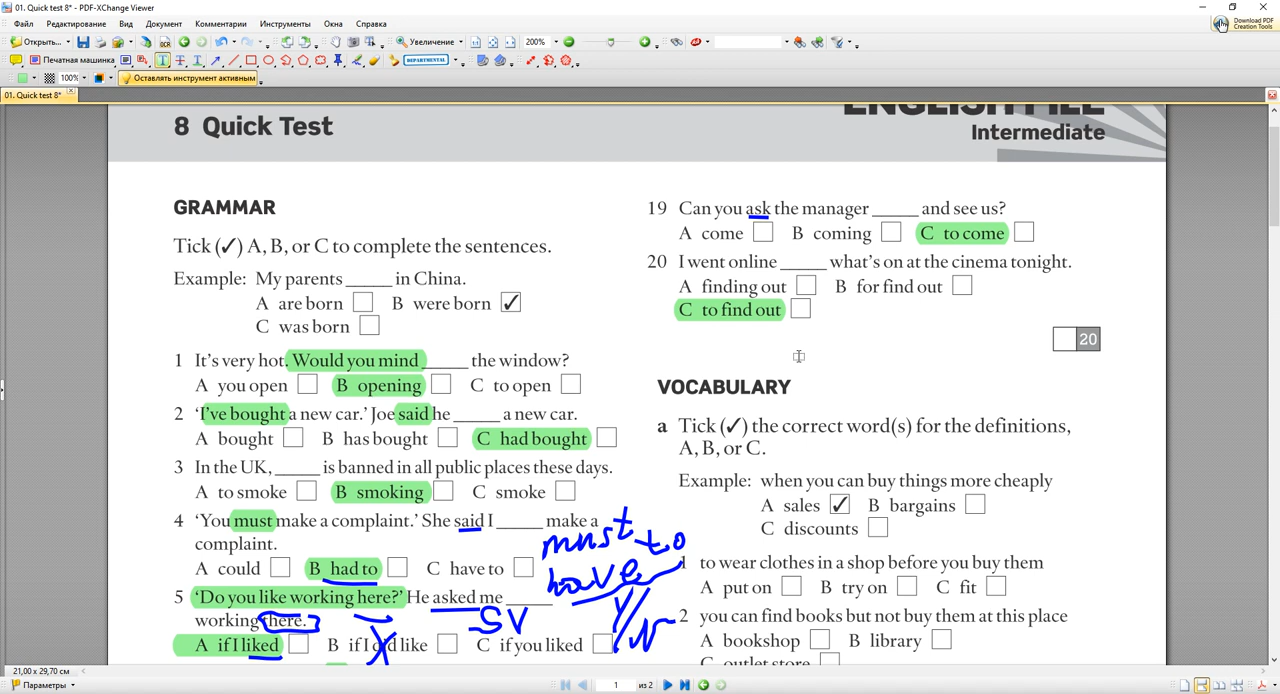 01. Quick test 8* - PDF-XChange Viewer
Файл Редактирование Вид Документ Комментарии Инструменты Окна Справка
Download PDF Creation Tools
Открыть... OCR Увеличение 200%
Печатная машинка DEPARTMENTAL
100% Оставлять инструмент активным
01. Quick test 8*
8 Quick Test
ENGLISH FILE
Intermediate
GRAMMAR
Tick (✓) A, B, or C to complete the sentences.
Example: My parents _____ in China.
A are born B were born ✓
C was born
1 It's very hot. Would you mind _____ the window?
A you open B opening C to open
2 'I've bought a new car.' Joe said he _____ a new car.
A bought B has bought C had bought
3 In the UK, _____ is banned in all public places these days.
A to smoke B smoking C smoke
4 'You must make a complaint.' She said I _____ make a
complaint.
A could B had to C have to
must to
have
5 'Do you like working here?' He asked me _____
working there.
SV
Y/N
A if I liked B if I did like C if you liked
19 Can you ask the manager _____ and see us?
A come B coming C to come
20 I went online _____ what's on at the cinema tonight.
A finding out B for find out
C to find out
20
VOCABULARY
a Tick (✓) the correct word(s) for the definitions,
A, B, or C.
Example: when you can buy things more cheaply
A sales ✓ B bargains
C discounts
1 to wear clothes in a shop before you buy them
A put on B try on C fit
2 you can find books but not buy them at this place
A bookshop B library
C outlet store
21,00 x 29,70 см
Параметры 1 из 2